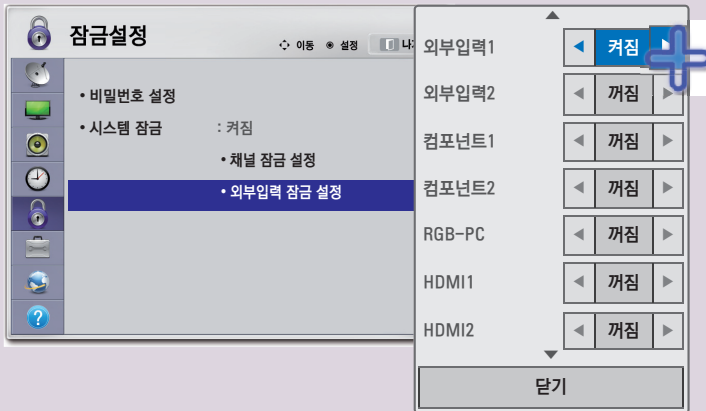 잠금설정
이동 설정 나
• 비밀번호 설정
• 시스템 잠금 : 켜짐
• 채널 잠금 설정
• 외부입력 잠금 설정
외부입력1 ◀ 켜짐 ▶
외부입력2 ◀ 꺼짐 ▶
컴포넌트1 ◀ 꺼짐 ▶
컴포넌트2 ◀ 꺼짐 ▶
RGB-PC ◀ 꺼짐 ▶
HDMI1 ◀ 꺼짐 ▶
HDMI2 ◀ 꺼짐 ▶
닫기